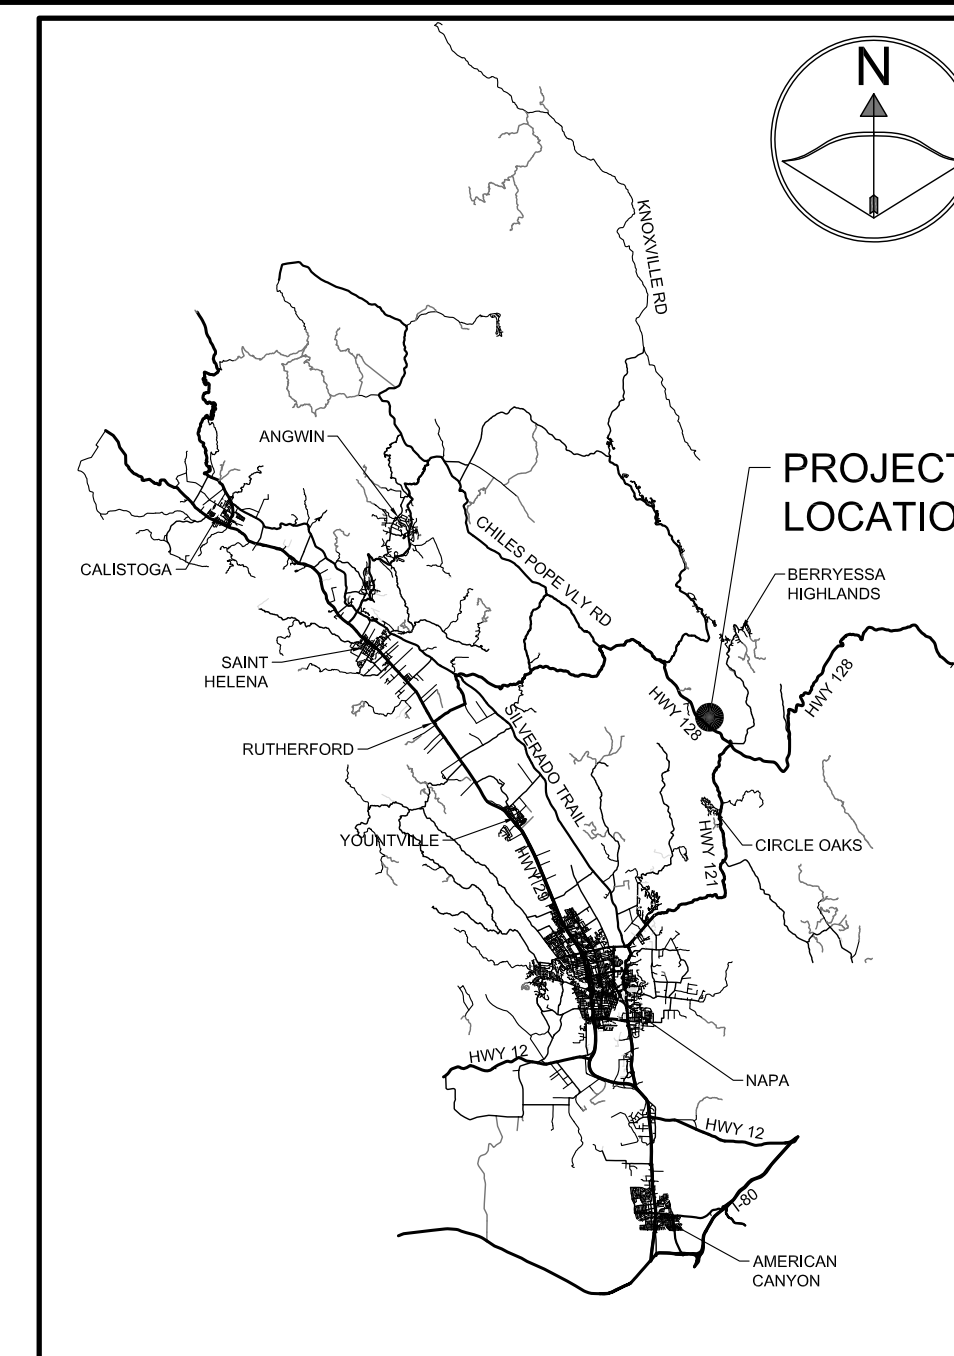 N
KNOXVILLE RD
ANGWIN
PROJECT
LOCATIO
CHILES POPE VLY RD
CALISTOGA
BERRYESSA
HIGHLANDS
SAINT
HELENA
HWY 128
HWY 128
RUTHERFORD
SILVERADO TRAIL
YOUNTVILLE
HWY 29
HWY 121
CIRCLE OAKS
HWY 12
NAPA
HWY 12
I-80
AMERICAN
CANYON